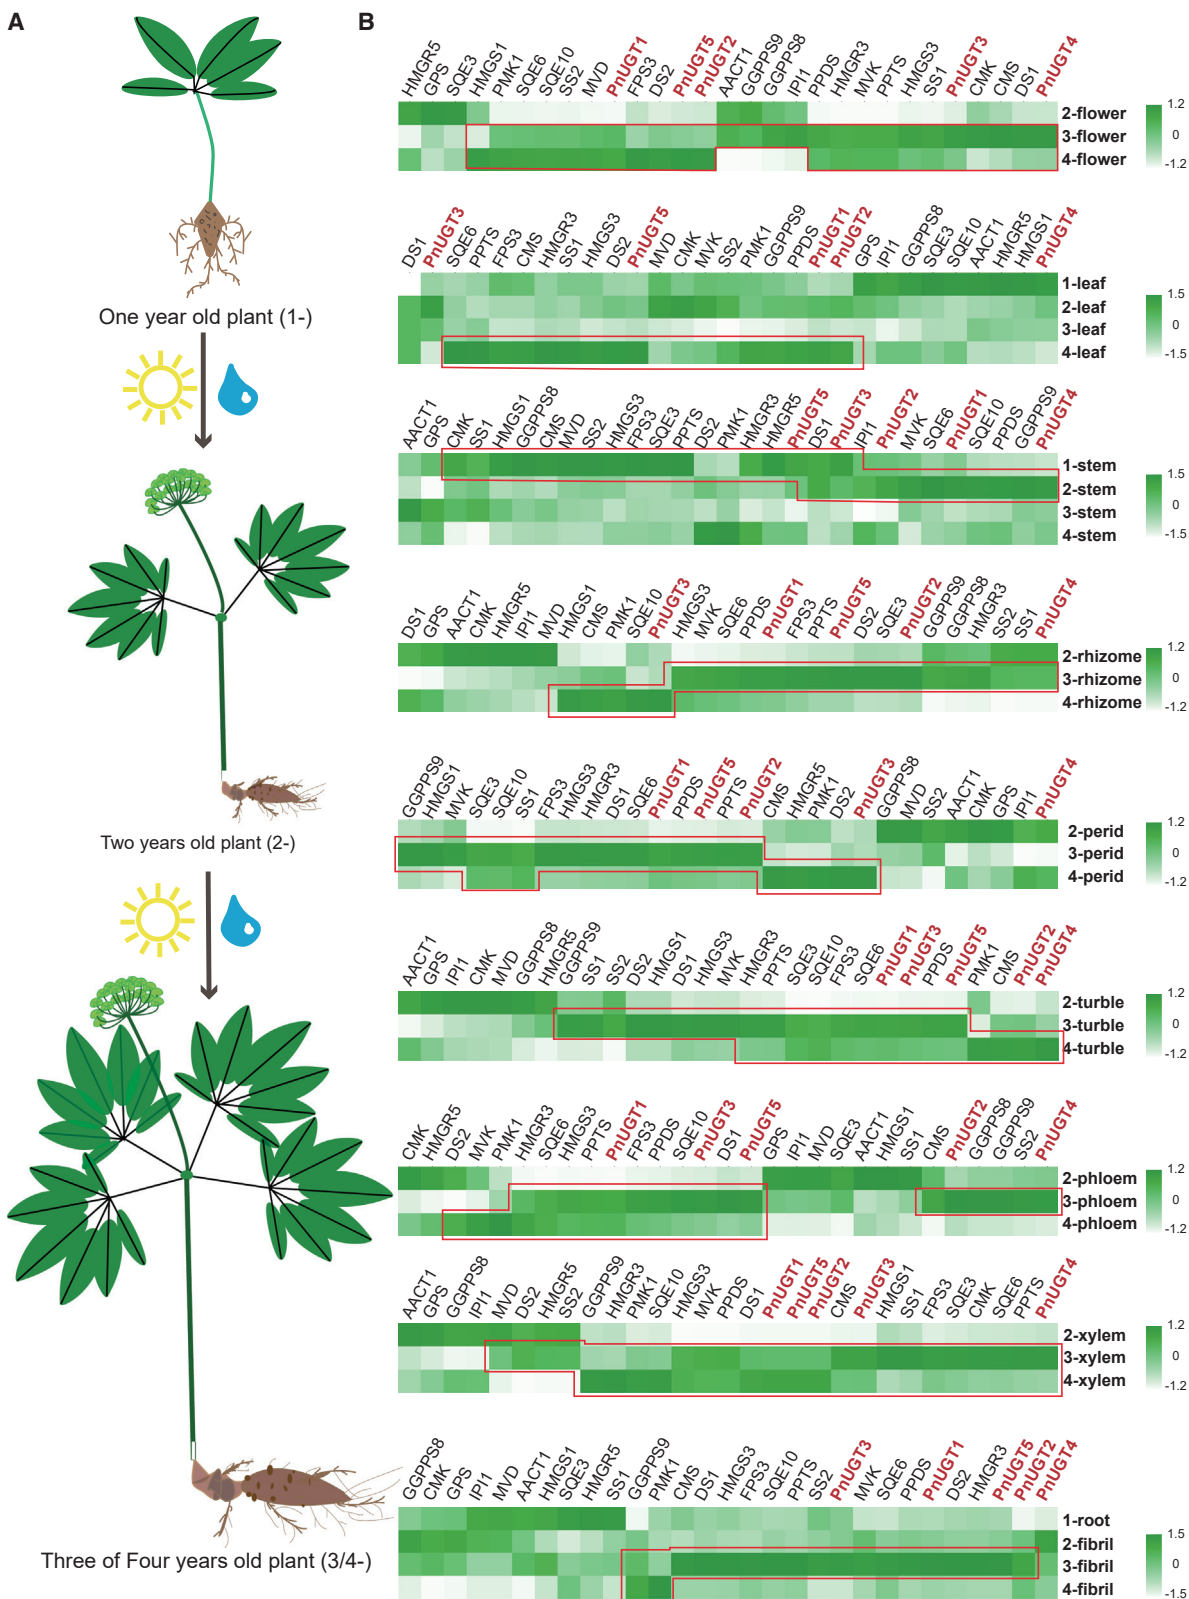 A
One year old plant (1-)
Two years old plant (2-)
Three of Four years old plant (3/4-)
B
HMGR5 GPS SQE3 HMGS1 PMK1 SQE6 SQE10 SS2 MVD PnUGT1 FPS3 DS2 PnUGT5 PnUGT2 AACT1 GGPPS9 GGPPS8 IPI1 PPDS HMGR3 MVK PPTS HMGS3 SS1 PnUGT3 CMK CMS DS1 PnUGT4
2-flower 1.2
3-flower 0
4-flower -1.2
DS1 PnUGT3 SQE6 PPTS FPS3 CMS HMGR3 SS1 HMGS3 DS2 PnUGT5 MVD CMK MVK SS2 PMK1 GGPPS9 PPDS PnUGT1 PnUGT2 GPS IPI1 GGPPS8 SQE3 SQE10 AACT1 HMGR5 HMGS1 PnUGT4
1-leaf 1.5
2-leaf
3-leaf 0
4-leaf -1.5
AACT1 GPS CMK SS1 HMGS1 GGPPS8 CMS MVD SS2 HMGS3 FPS3 SQE3 PPTS DS2 PMK1 HMGR3 HMGR5 PnUGT5 DS1 PnUGT3 IPI1 PnUGT2 MVK SQE6 PnUGT1 SQE10 PPDS GGPPS9 PnUGT4
1-stem 1.5
2-stem
3-stem 0
4-stem -1.5
DS1 GPS AACT1 CMK HMGR5 IPI1 MVD HMGS1 CMS PMK1 SQE10 PnUGT3 HMGS3 MVK SQE6 PPDS PnUGT1 FPS3 PPTS PnUGT5 DS2 SQE3 PnUGT2 GGPPS9 GGPPS8 HMGR3 SS2 SS1 PnUGT4
2-rhizome 1.2
3-rhizome 0
4-rhizome -1.2
GGPPS9 HMGS1 MVK SQE3 SQE10 SS1 FPS3 HMGS3 HMGR3 DS1 SQE6 PnUGT1 PPDS PnUGT5 PPTS PnUGT2 CMS HMGR5 PMK1 DS2 PnUGT3 GGPPS8 MVD SS2 AACT1 CMK GPS IPI1 PnUGT4
2-perid 1.2
3-perid 0
4-perid -1.2
AACT1 GPS IPI1 CMK MVD GGPPS8 HMGR5 GGPPS9 SS1 SS2 DS2 HMGS1 DS1 HMGS3 MVK HMGR3 PPTS SQE3 SQE10 FPS3 SQE6 PnUGT1 PnUGT3 PPDS PnUGT5 PMK1 CMS PnUGT2 PnUGT4
2-turble 1.2
3-turble 0
4-turble -1.2
CMK HMGR5 DS2 MVK PMK1 HMGR3 SQE6 HMGS3 PPTS PnUGT1 FPS3 PPDS SQE10 PnUGT3 DS1 PnUGT5 GPS IPI1 MVD SQE3 AACT1 HMGS1 SS1 CMS PnUGT2 GGPPS8 GGPPS9 SS2 PnUGT4
2-phloem 1.2
3-phloem 0
4-phloem -1.2
AACT1 GPS GGPPS8 IPI1 MVD DS2 HMGR5 SS2 GGPPS9 HMGR3 PMK1 SQE10 HMGS3 MVK PPDS DS1 PnUGT1 PnUGT5 PnUGT2 CMS PnUGT3 HMGS1 SS1 FPS3 SQE3 CMK SQE6 PPTS PnUGT4
2-xylem 1.2
3-xylem 0
4-xylem -1.2
GGPPS8 CMK GPS IPI1 MVD AACT1 HMGS1 SQE3 HMGR5 SS1 GGPPS9 PMK1 CMS DS1 HMGS3 FPS3 SQE10 PPTS SS2 PnUGT3 MVK SQE6 PPDS PnUGT1 DS2 HMGR3 PnUGT5 PnUGT2 PnUGT4
1-root
2-fibril 1.5
3-fibril 0
4-fibril -1.5